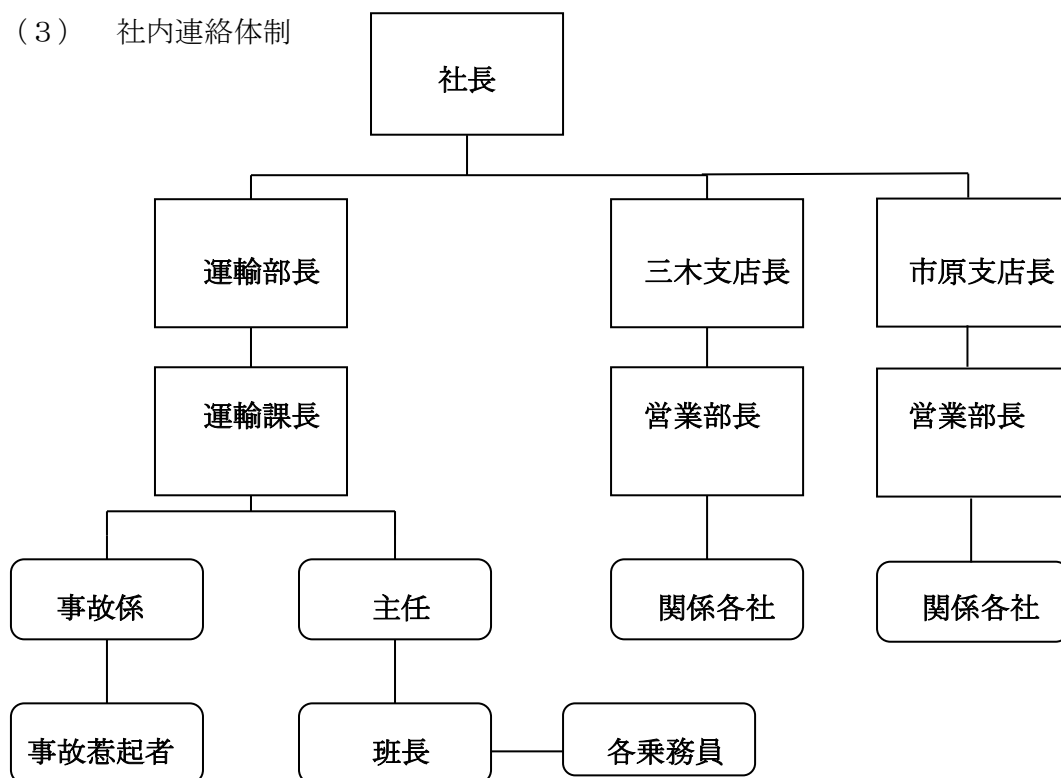 (３)　社内連絡体制
社長
運輸部長
三木支店長
市原支店長
運輸課長
営業部長
営業部長
事故係
主任
関係各社
関係各社
事故惹起者
班長
各乗務員